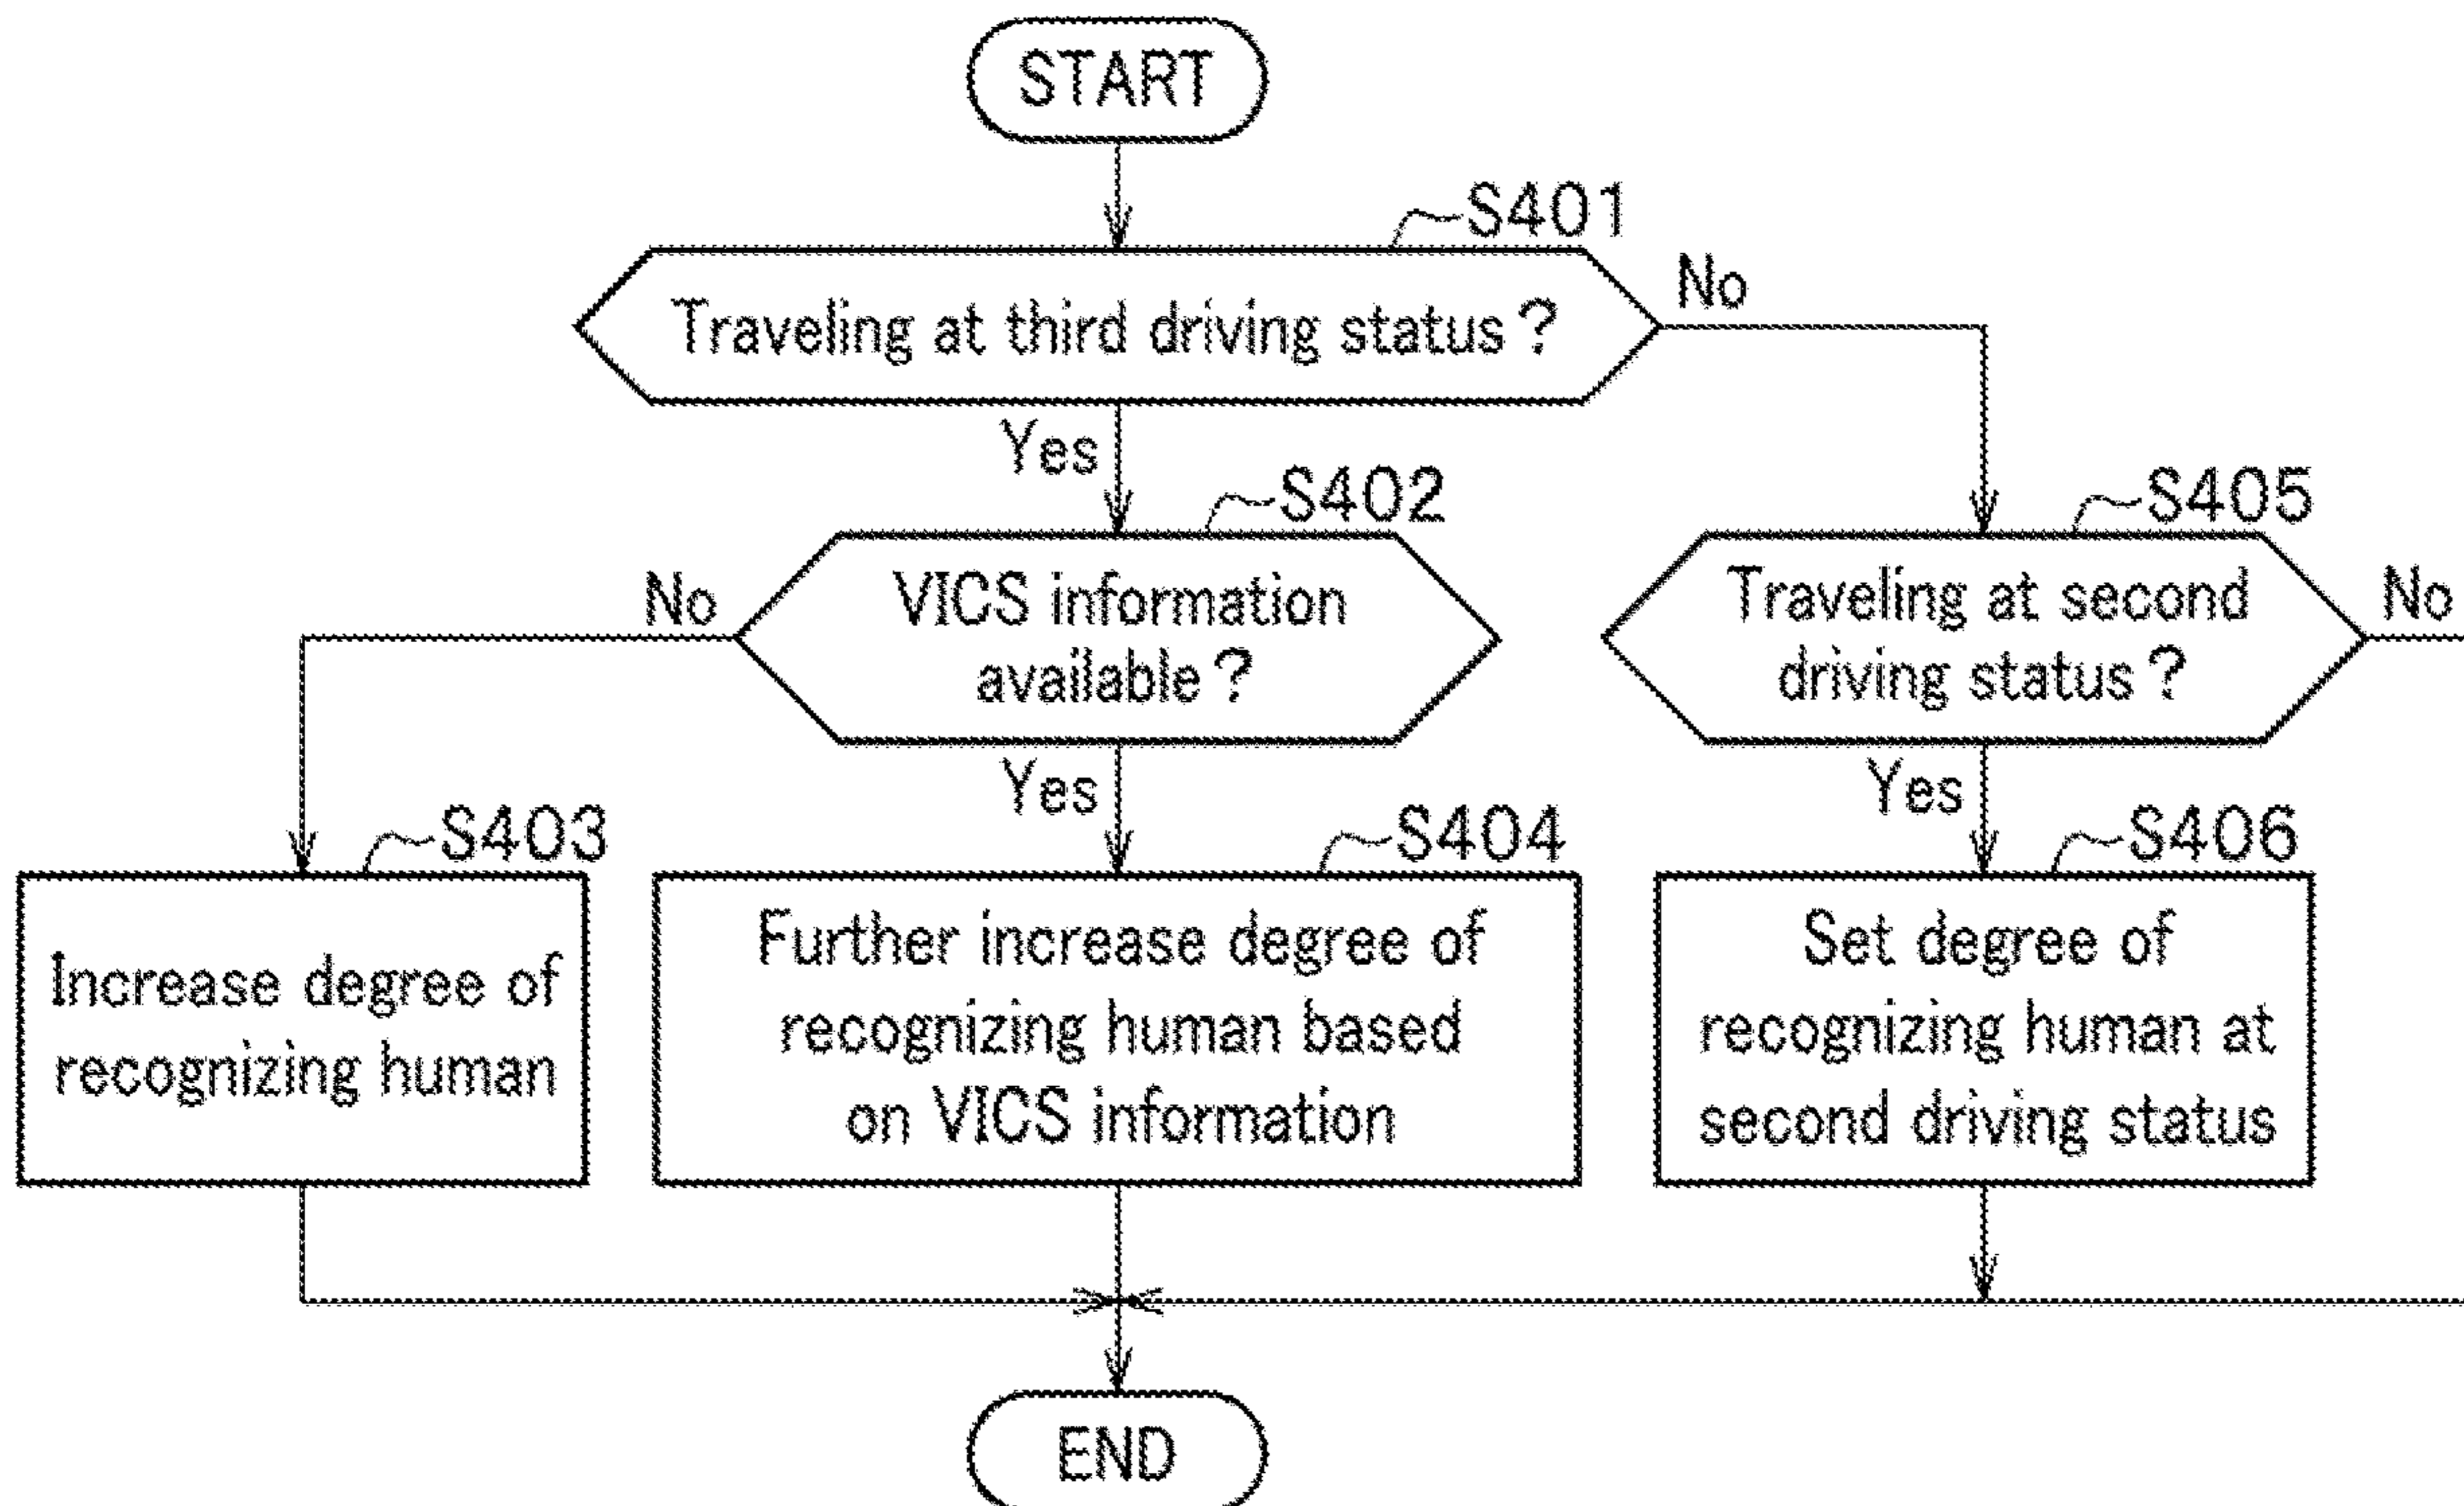 START
S401
Traveling at third driving status?
No
Yes
S402
VICS information
available?
No
Yes
S405
Traveling at second
driving status?
No
Yes
S403
Increase degree of
recognizing human
S404
Further increase degree of
recognizing human based
on VICS information
S406
Set degree of
recognizing human at
second driving status
END